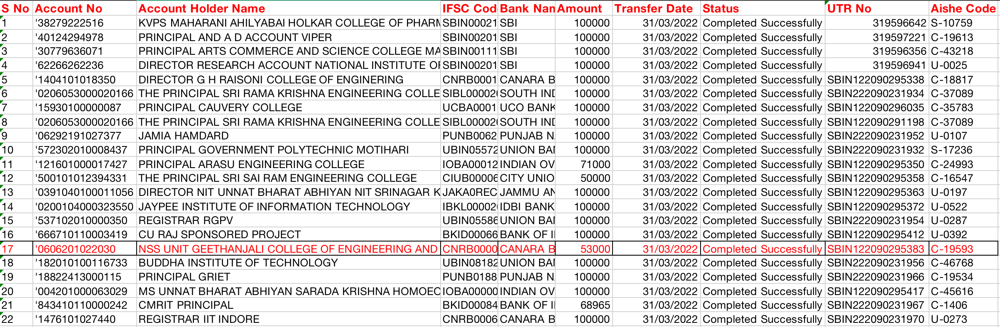 S No Account No Account Holder Name IFSC Cod Bank Nan Amount Transfer Date Status UTR No Aishe Code
1 '38279222516 KVPS MAHARANI AHILYABAI HOLKAR COLLEGE OF PHARM SBIN00021 SBI 100000 31/03/2022 Completed Successfully 319596642 S-10759
2 '40124294978 PRINCIPAL AND A D ACCOUNT VIPER SBIN00201 SBI 100000 31/03/2022 Completed Successfully 319597221 C-19613
3 '30779636071 PRINCIPAL ARTS COMMERCE AND SCIENCE COLLEGE MA SBIN00111 SBI 100000 31/03/2022 Completed Successfully 319596356 C-43218
4 '62266262236 DIRECTOR RESEARCH ACCOUNT NATIONAL INSTITUTE OF SBIN00201 SBI 100000 31/03/2022 Completed Successfully 319596941 U-0025
5 '1404101018350 DIRECTOR G H RAISONI COLLEGE OF ENGINERING CNRB0001 CANARA B 100000 31/03/2022 Completed Successfully SBIN122090295338 C-18817
6 '0206053000020166 THE PRINCIPAL SRI RAMA KRISHNA ENGINEERING COLLE SIBL00002 SOUTH IND 100000 31/03/2022 Completed Successfully SBIN222090231934 C-37089
7 '15930100000087 PRINCIPAL CAUVERY COLLEGE UCBA0001 UCO BANK 100000 31/03/2022 Completed Successfully SBIN122090296035 C-35783
8 '0206053000020166 THE PRINCIPAL SRI RAMA KRISHNA ENGINEERING COLLE SIBL00002 SOUTH IND 100000 31/03/2022 Completed Successfully SBIN122090291198 C-37089
9 '06292191027377 JAMIA HAMDARD PUNB0062 PUNJAB N 100000 31/03/2022 Completed Successfully SBIN222090231952 U-0107
10 '572302010008437 PRINCIPAL GOVERNMENT POLYTECHNIC MOTIHARI UBIN05572 UNION BAN 100000 31/03/2022 Completed Successfully SBIN222090231932 S-17236
11 '121601000017427 PRINCIPAL ARASU ENGINEERING COLLEGE IOBA00012 INDIAN OV 71000 31/03/2022 Completed Successfully SBIN122090295350 C-24993
12 '500101012394331 THE PRINCIPAL SRI SAI RAM ENGINEERING COLLEGE CIUB00006 CITY UNIO 50000 31/03/2022 Completed Successfully SBIN122090295358 C-16547
13 '0391040100011056 DIRECTOR NIT UNNAT BHARAT ABHIYAN NIT SRINAGAR K JAKA0REC JAMMU AN 100000 31/03/2022 Completed Successfully SBIN122090295363 U-0197
14 '0200104000323550 JAYPEE INSTITUTE OF INFORMATION TECHNOLOGY IBKL00002 IDBI BANK 100000 31/03/2022 Completed Successfully SBIN122090295372 U-0522
15 '537102010000350 REGISTRAR RGPV UBIN05586 UNION BAN 100000 31/03/2022 Completed Successfully SBIN222090231954 U-0287
16 '666710110003419 CU RAJ SPONSORED PROJECT BKID00066 BANK OF I 100000 31/03/2022 Completed Successfully SBIN122090295412 U-0392
17 '0606201022030 NSS UNIT GEETHANJALI COLLEGE OF ENGINEERING AND CNRB0000 CANARA B 53000 31/03/2022 Completed Successfully SBIN122090295383 C-19593
18 '182010100116733 BUDDHA INSTITUTE OF TECHNOLOGY UBIN08182 UNION BAN 100000 31/03/2022 Completed Successfully SBIN222090231956 C-46768
19 '18822413000115 PRINCIPAL GRIET PUNB0188 PUNJAB N 100000 31/03/2022 Completed Successfully SBIN222090231966 C-19534
20 '004201000063029 MS UNNAT BHARAT ABHIYAN SARADA KRISHNA HOMOEO IOBA00000 INDIAN OV 100000 31/03/2022 Completed Successfully SBIN122090295417 C-45616
21 '843410110000242 CMRIT PRINCIPAL BKID00084 BANK OF I 68965 31/03/2022 Completed Successfully SBIN222090231967 C-1406
22 '1476101027440 REGISTRAR IIT INDORE CNRB0006 CANARA B 100000 31/03/2022 Completed Successfully SBIN222090231970 U-0273